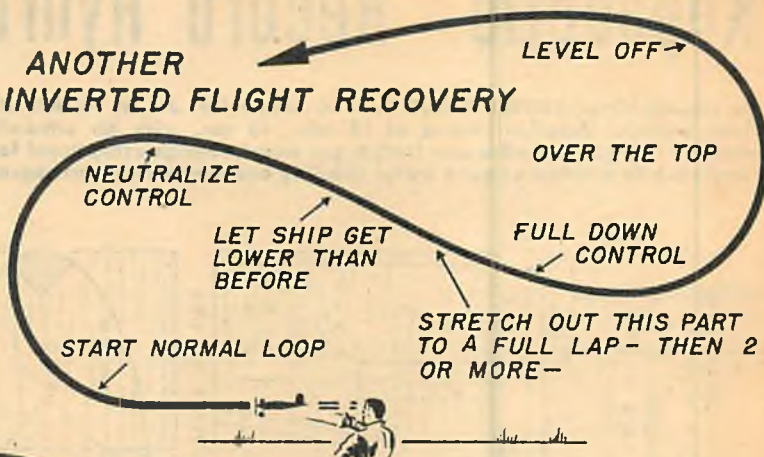 ANOTHER
INVERTED FLIGHT RECOVERY
LEVEL OFF
OVER THE TOP
NEUTRALIZE
CONTROL
LET SHIP GET
LOWER THAN
BEFORE
FULL DOWN
CONTROL
STRETCH OUT THIS PART
TO A FULL LAP- THEN 2
OR MORE-
START NORMAL LOOP